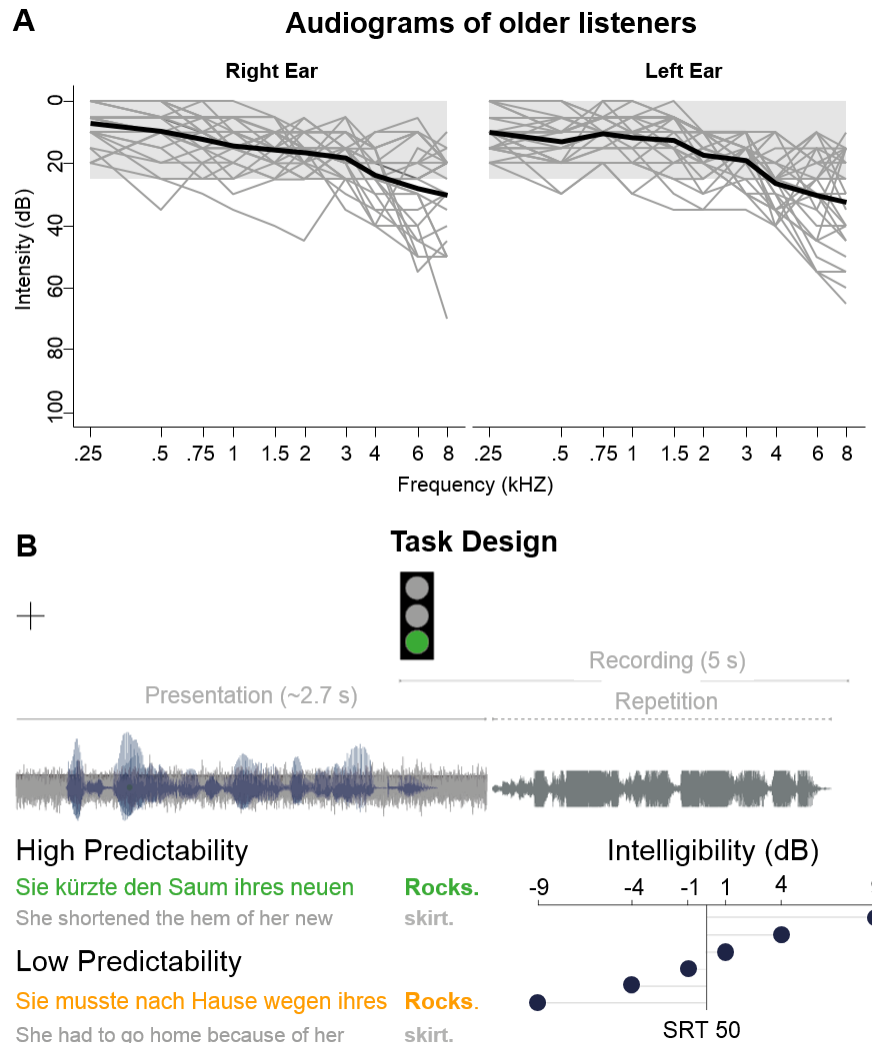 A
Audiograms of older listeners
Right Ear
Left Ear
Intensity (dB)
0
20
40
60
80
100
.25 .5 .75 1 1.5 2 3 4 6 8
.25 .5 .75 1 1.5 2 3 4 6 8
Frequency (kHZ)
B
Task Design
Recording (5 s)
Presentation (~2.7 s)
Repetition
High Predictability
Sie kürzte den Saum ihres neuen Rocks.
She shortened the hem of her new skirt.
Low Predictability
Sie musste nach Hause wegen ihres Rocks.
She had to go home because of her skirt.
Intelligibility (dB)
-9 -4 -1 1 4
SRT 50